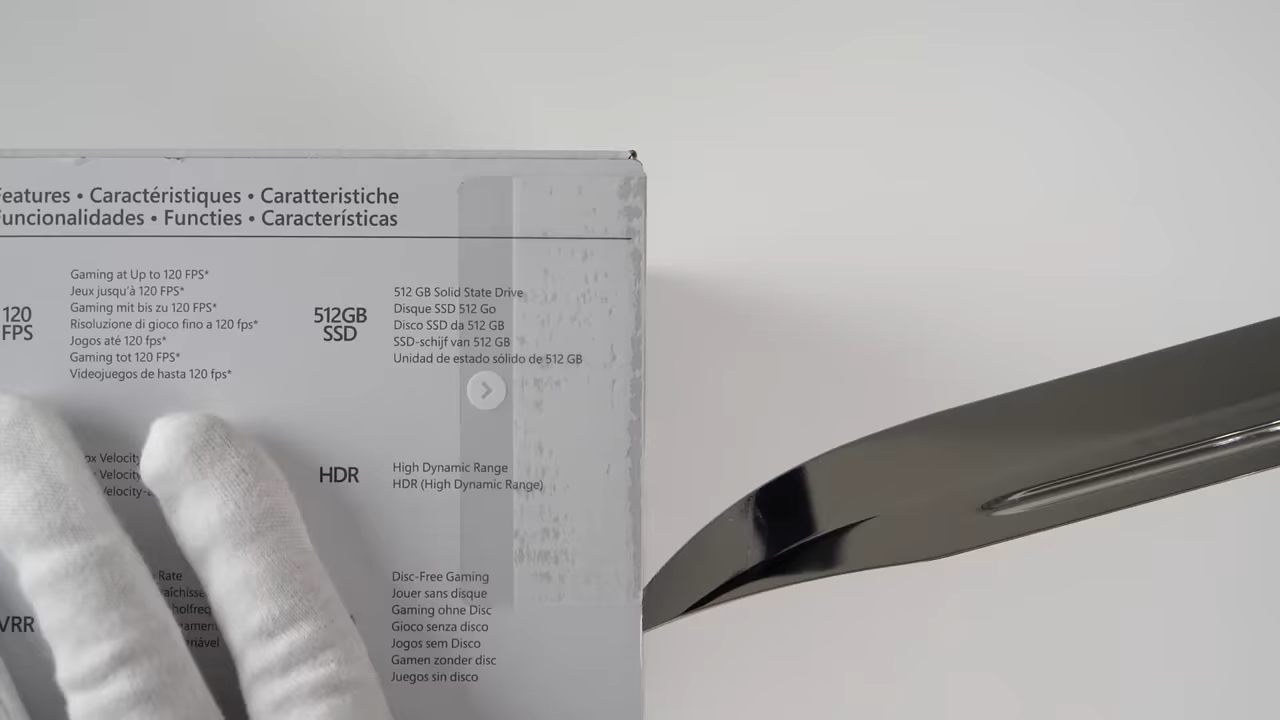 Features • Caractéristiques • Caratteristiche
Funcionalidades • Functies • Características
120
FPS
Gaming at Up to 120 FPS*
Jeux jusqu'à 120 FPS*
Gaming mit bis zu 120 FPS*
Risoluzione di gioco fino a 120 fps*
Jogos até 120 fps*
Gaming tot 120 FPS*
Videojuegos de hasta 120 fps*
512GB
SSD
512 GB Solid State Drive
Disque SSD 512 Go
Disco SSD da 512 GB
SSD-schijf van 512 GB
Unidad de estado sólido de 512 GB
Velocity
Velocity
Velocity
HDR
High Dynamic Range
HDR (High Dynamic Range)
VRR
Rate
Disc-Free Gaming
Jouer sans disque
Gaming ohne Disc
Gioco senza disco
Jogos sem Disco
Gamen zonder disc
Juegos sin disco